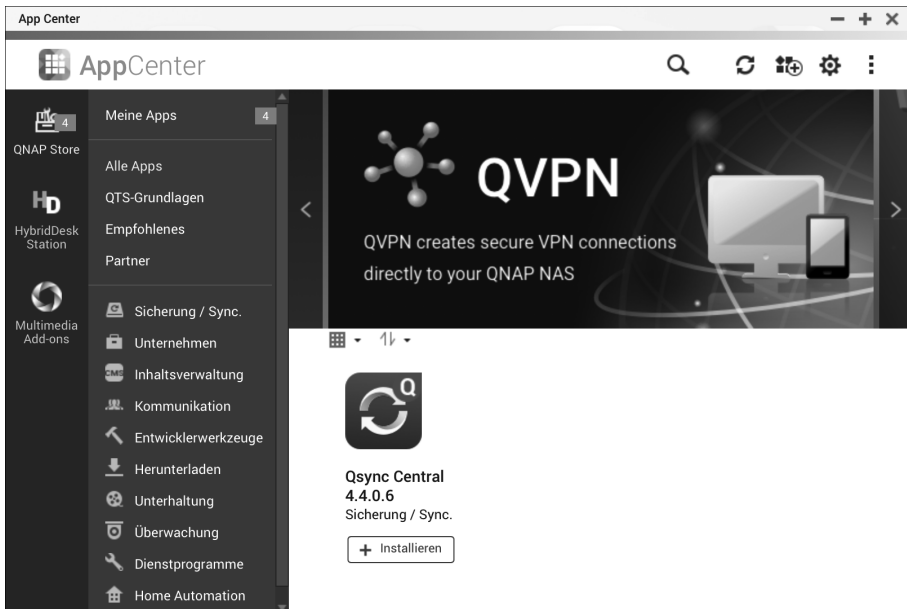 App Center
AppCenter
4
QNAP Store
HD
HybridDesk
Station
Multimedia
Add-ons
Meine Apps
4
Alle Apps
QTS-Grundlagen
Empfohlenes
Partner
Sicherung / Sync.
Unternehmen
CMS
Inhaltsverwaltung
Kommunikation
Entwicklerwerkzeuge
Herunterladen
Unterhaltung
Überwachung
Dienstprogramme
Home Automation
QVPN
QVPN creates secure VPN connections
directly to your QNAP NAS
Q
Qsync Central
4.4.0.6
Sicherung / Sync.
+ Installieren